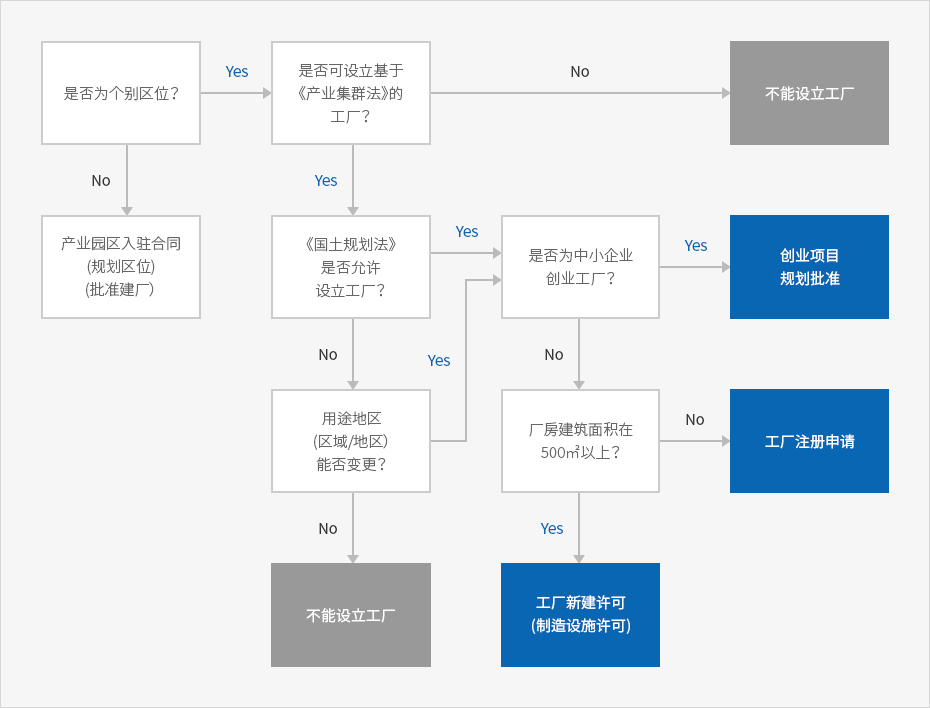 是否为个别区位？
Yes
是否可设立基于
《产业集群法》的
工厂？
No
不能设立工厂
No
Yes
产业园区入驻合同
(规划区位)
(批准建厂)
《国土规划法》
是否允许
设立工厂？
Yes
是否为中小企业
创业工厂？
Yes
创业项目
规划批准
No
Yes
No
用途地区
(区域/地区)
能否变更？
厂房建筑面积在
500㎡以上？
No
工厂注册申请
No
Yes
不能设立工厂
工厂新建许可
(制造设施许可)